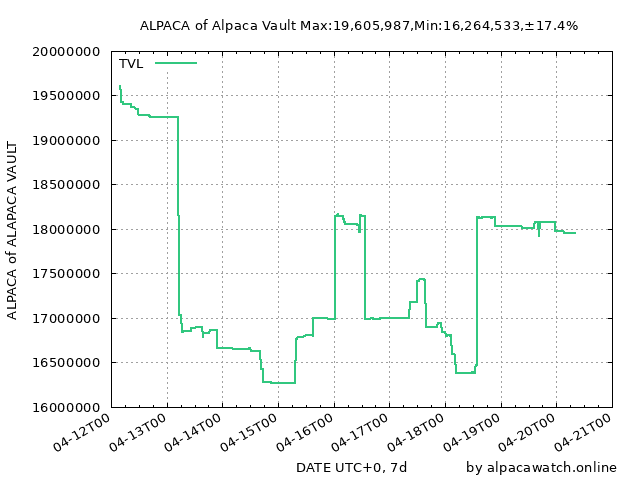 ALPACA of Alpaca Vault Max:19,605,987,Min:16,264,533,±17.4%
TVL
20000000
19500000
19000000
18500000
18000000
17500000
17000000
16500000
16000000
ALPACA of ALAPACA VAULT
04-12T00
04-13T00
04-14T00
04-15T00
04-16T00
04-17T00
04-18T00
04-19T00
04-20T00
04-21T00
DATE UTC+0, 7d
by alpacawatch.online